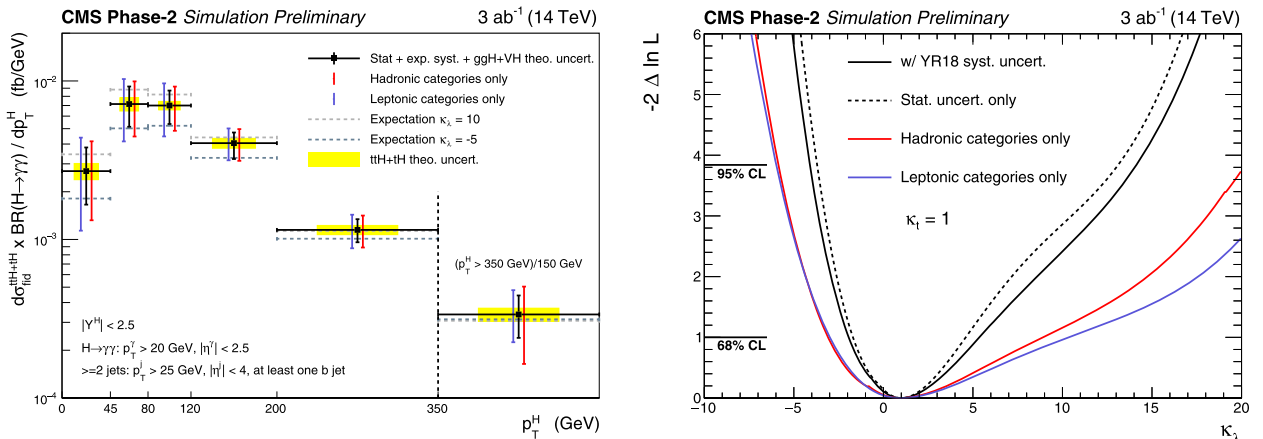 CMS Phase-2 Simulation Preliminary 3 ab⁻¹ (14 TeV)
dσ_fid^ttH+tH x BR(H→γγ) / dp_T^H (fb/GeV)
10⁻²
10⁻³
10⁻⁴
Stat + exp. syst. + ggH+VH theo. uncert.
Hadronic categories only
Leptonic categories only
Expectation κ_λ = 10
Expectation κ_λ = -5
ttH+tH theo. uncert.
(p_T^H > 350 GeV)/150 GeV
|Y^H| < 2.5
H→γγ: p_T^γ > 20 GeV, |η^γ| < 2.5
>=2 jets: p_T^j > 25 GeV, |η^j| < 4, at least one b jet
0 45 80 120 200 350
p_T^H (GeV)
CMS Phase-2 Simulation Preliminary 3 ab⁻¹ (14 TeV)
-2 Δ ln L
6
5
4
3
2
1
0
w/ YR18 syst. uncert.
Stat. uncert. only
Hadronic categories only
Leptonic categories only
κ_t = 1
95% CL
68% CL
−10 −5 0 5 10 15 20
κ_λ